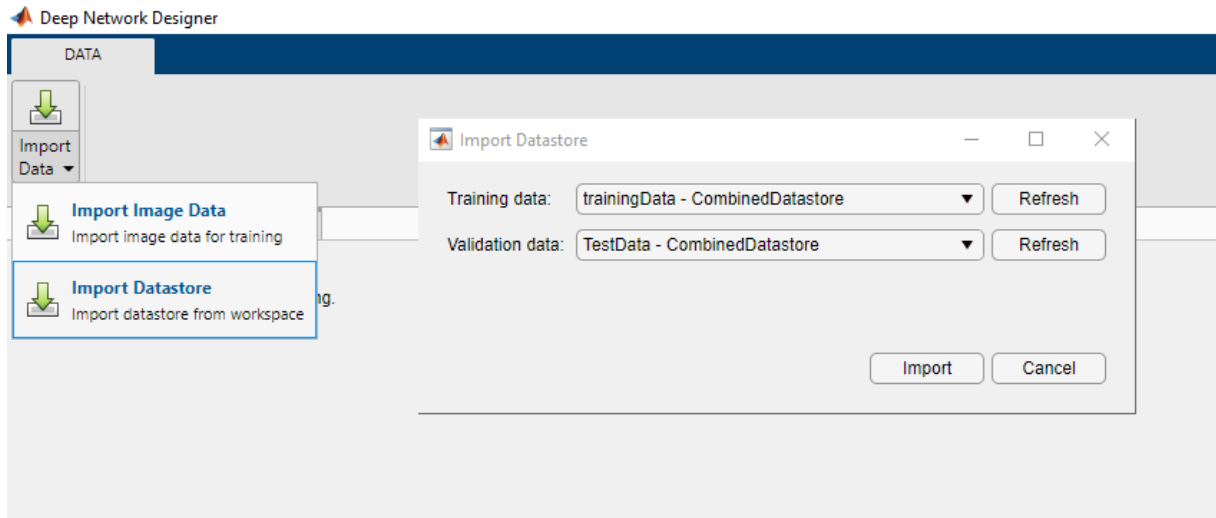 Deep Network Designer
DATA
Import
Data
Import Image Data
Import image data for training
Import Datastore
Import datastore from workspace
ng.
Import Datastore
Training data: trainingData - CombinedDatastore Refresh
Validation data: TestData - CombinedDatastore Refresh
Import Cancel